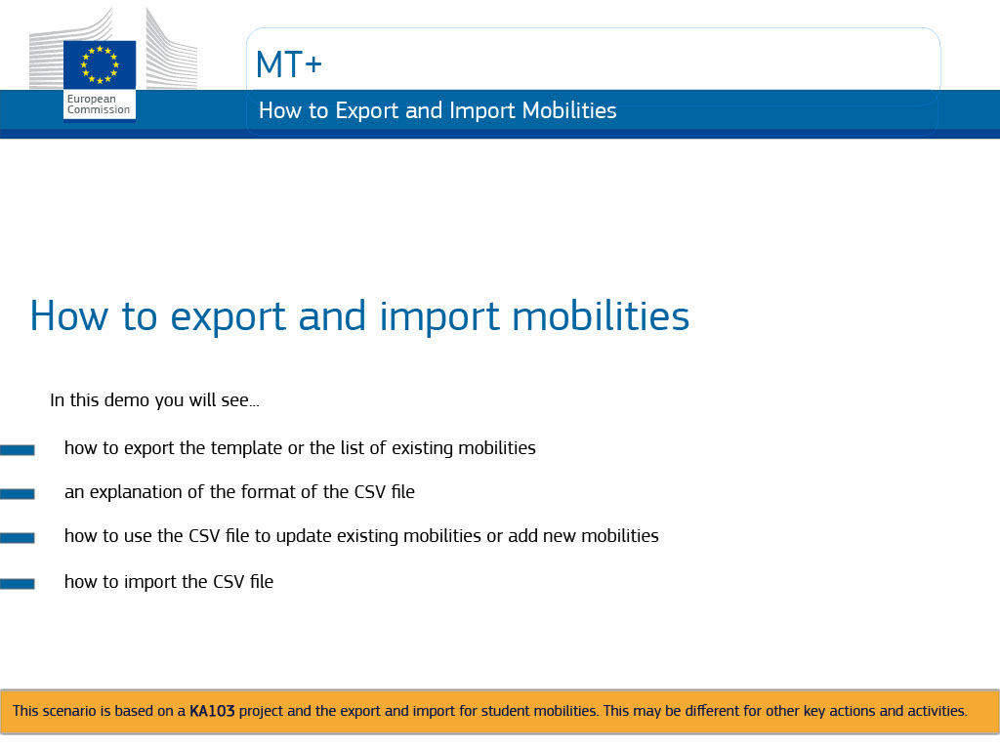 MT+
European
Commission
How to Export and Import Mobilities
How to export and import mobilities
In this demo you will see...
how to export the template or the list of existing mobilities
an explanation of the format of the CSV file
how to use the CSV file to update existing mobilities or add new mobilities
how to import the CSV file
This scenario is based on a KA103 project and the export and import for student mobilities. This may be different for other key actions and activities.